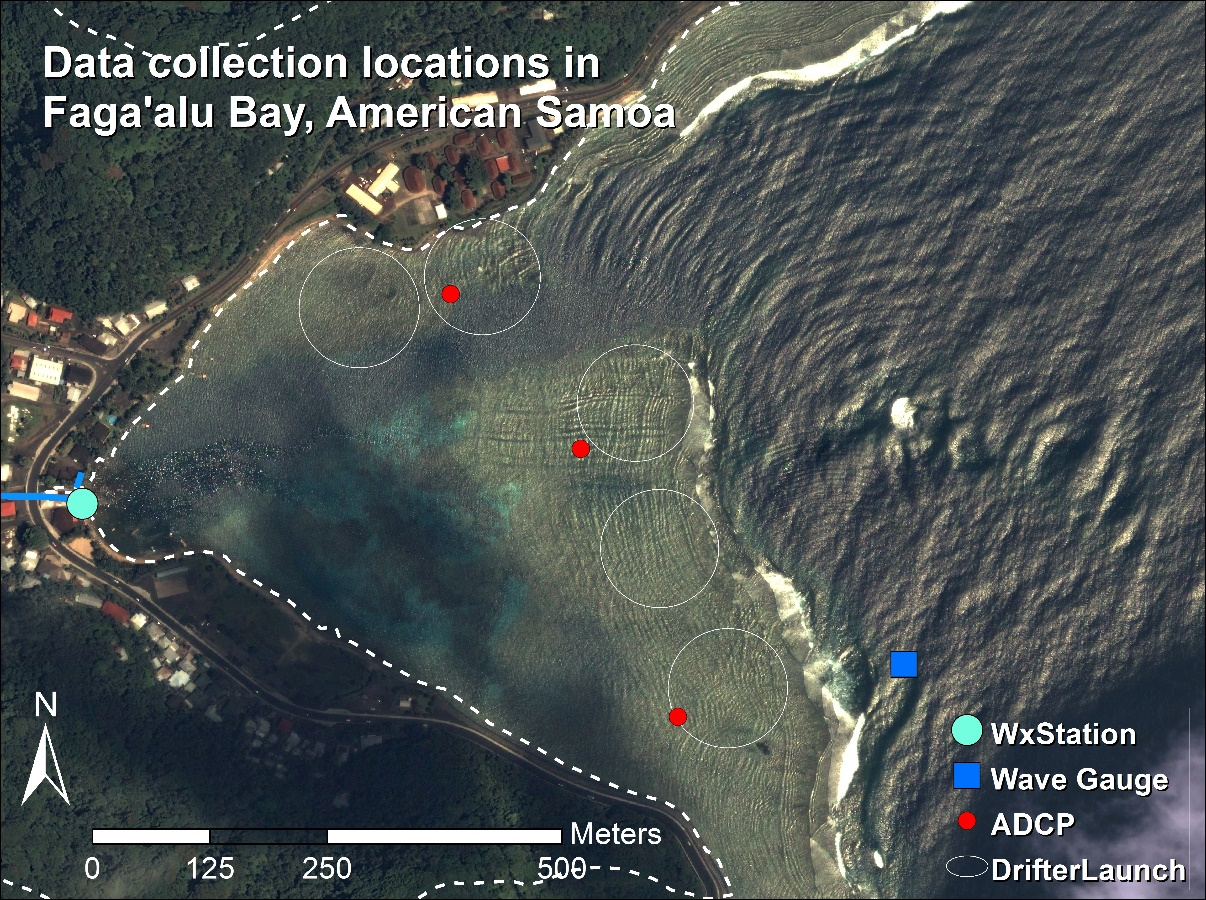 Data collection locations in
Faga'alu Bay, American Samoa
N
WxStation
Wave Gauge
ADCP
DrifterLaunch
Meters
0 125 250 500